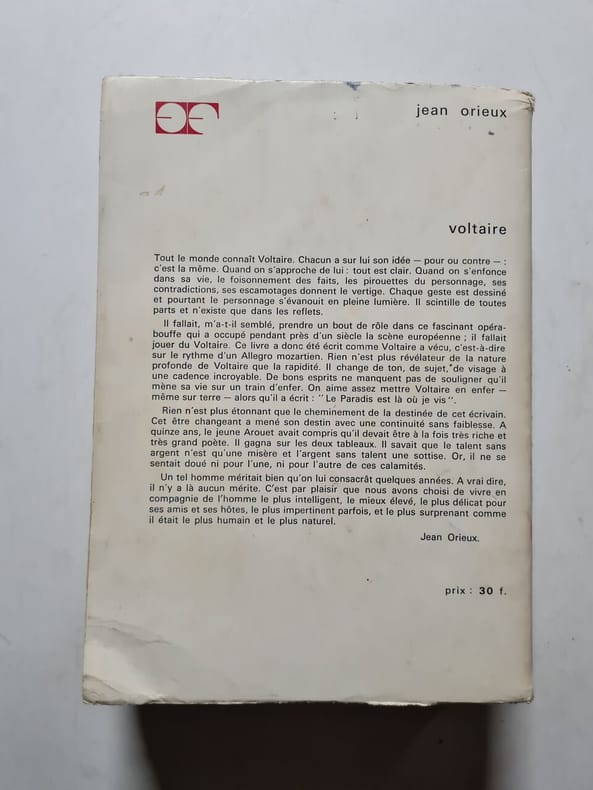 jean orieux
voltaire
Tout le monde connaît Voltaire. Chacun a sur lui son idée — pour ou contre — :
c'est la même. Quand on s'approche de lui : tout est clair. Quand on s'enfonce
dans sa vie, le foisonnement des faits, les pirouettes du personnage, ses
contradictions, ses escamotages donnent le vertige. Chaque geste est dessiné
et pourtant le personnage s'évanouit en pleine lumière. Il scintille de toutes
parts et n'existe que dans les reflets.
Il fallait, m'a-t-il semblé, prendre un bout de rôle dans ce fascinant opéra-
bouffe qui a occupé pendant près d'un siècle la scène européenne ; il fallait
jouer du Voltaire. Ce livre a donc été écrit comme Voltaire a vécu, c'est-à-dire
sur le rythme d'un Allegro mozartien. Rien n'est plus révélateur de la nature
profonde de Voltaire que la rapidité. Il change de ton, de sujet, de visage à
une cadence incroyable. De bons esprits ne manquent pas de souligner qu'il
mène sa vie sur un train d'enfer. On aime assez mettre Voltaire en enfer —
même sur terre — alors qu'il a écrit : " Le Paradis est là où je vis ".
Rien n'est plus étonnant que le cheminement de la destinée de cet écrivain.
Cet être changeant a mené son destin avec une continuité sans faiblesse. A
quinze ans, le jeune Arouet avait compris qu'il devait être à la fois très riche et
très grand poète. Il gagna sur les deux tableaux. Il savait que le talent sans
argent n'est qu'une misère et l'argent sans talent une sottise. Or, il ne se
sentait doué ni pour l'une, ni pour l'autre de ces calamités.
Un tel homme méritait bien qu'on lui consacrât quelques années. A vrai dire,
il n'y a là aucun mérite. C'est par plaisir que nous avons choisi de vivre en
compagnie de l'homme le plus intelligent, le mieux élevé, le plus délicat pour
ses amis et ses hôtes, le plus impertinent parfois, et le plus surprenant comme
il était le plus humain et le plus naturel.
Jean Orieux.
prix : 30 f.